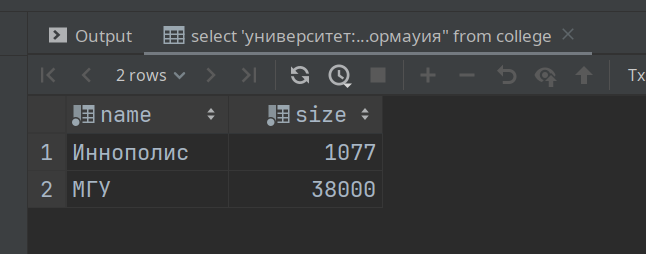 Output select 'университет:...ормауия" from college
2 rows Tx
name size
1 Иннополис 1077
2 МГУ 38000